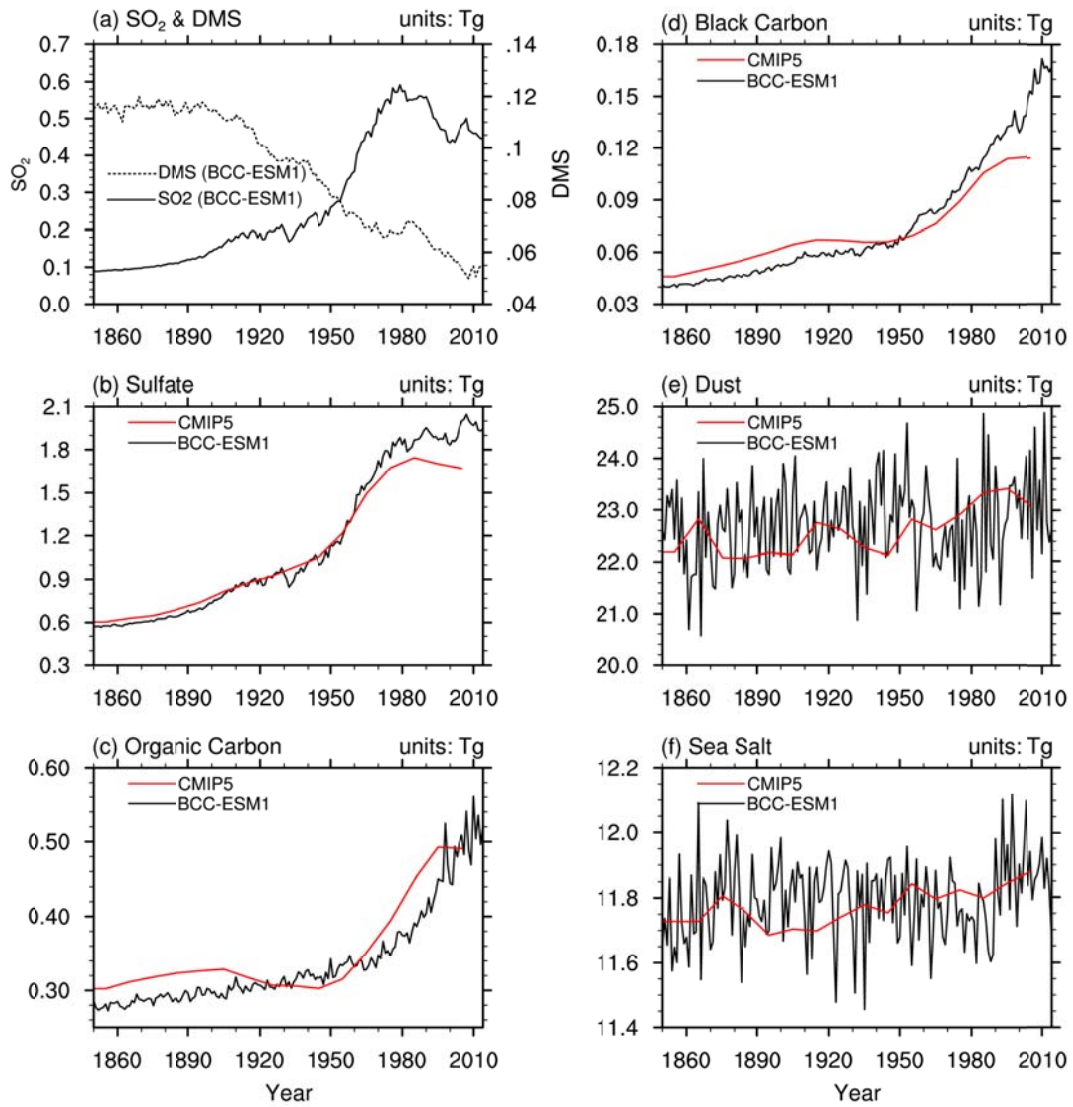 (a) SO₂ & DMS units: Tg
0.7
0.6
0.5
0.4
0.3
0.2
0.1
0.0
SO₂
.14
.12
.1
.08
.06
.04
DMS
DMS (BCC-ESM1)
SO2 (BCC-ESM1)
1860 1890 1920 1950 1980 2010
(b) Sulfate units: Tg
2.1
1.8
1.5
1.2
0.9
0.6
0.3
CMIP5
BCC-ESM1
1860 1890 1920 1950 1980 2010
(c) Organic Carbon units: Tg
0.60
0.50
0.40
0.30
CMIP5
BCC-ESM1
1860 1890 1920 1950 1980 2010
Year
(d) Black Carbon units: Tg
0.18
0.15
0.12
0.09
0.06
0.03
CMIP5
BCC-ESM1
1860 1890 1920 1950 1980 2010
(e) Dust units: Tg
25.0
24.0
23.0
22.0
21.0
20.0
CMIP5
BCC-ESM1
1860 1890 1920 1950 1980 2010
(f) Sea Salt units: Tg
12.2
12.0
11.8
11.6
11.4
CMIP5
BCC-ESM1
1860 1890 1920 1950 1980 2010
Year